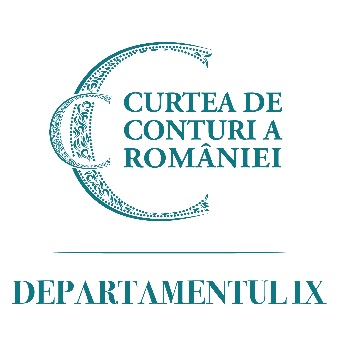 CURTEA DE
CONTURI A
ROMÂNIEI
DEPARTAMENTUL IX